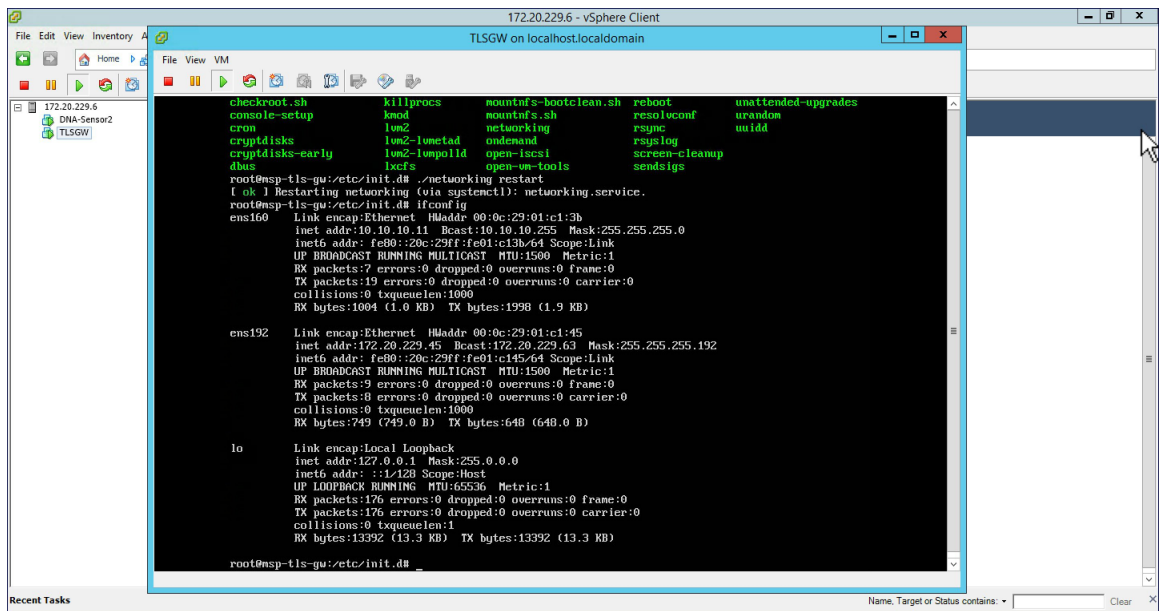 172.20.229.6 - vSphere Client
File Edit View Inventory A
Home
172.20.229.6
DNA-Sensor2
TLSGW
TLSGW on localhost.localdomain
File View VM
checkroot.sh killprocs mountnfs-bootclean.sh reboot unattended-upgrades
console-setup kmod mountnfs.sh resolvconf urandom
cron lvm2 networking rsync uuidd
cryptdisks lvm2-lvmetad ondemand rsyslog
cryptdisks-early lvm2-lvmpolld open-iscsi screen-cleanup
dbus lxcfs open-vm-tools sendsigs
root@msp-tls-gw:/etc/init.d# ./networking restart
[ ok ] Restarting networking (via systemctl): networking.service.
root@msp-tls-gw:/etc/init.d# ifconfig
ens160 Link encap:Ethernet HWaddr 00:0c:29:01:c1:3b
inet addr:10.10.10.11 Bcast:10.10.10.255 Mask:255.255.255.0
inet6 addr: fe80::20c:29ff:fe01:c13b/64 Scope:Link
UP BROADCAST RUNNING MULTICAST MTU:1500 Metric:1
RX packets:7 errors:0 dropped:0 overruns:0 frame:0
TX packets:19 errors:0 dropped:0 overruns:0 carrier:0
collisions:0 txqueuelen:1000
RX bytes:1004 (1.0 KB) TX bytes:1998 (1.9 KB)
ens192 Link encap:Ethernet HWaddr 00:0c:29:01:c1:45
inet addr:172.20.229.45 Bcast:172.20.229.63 Mask:255.255.255.192
inet6 addr: fe80::20c:29ff:fe01:c145/64 Scope:Link
UP BROADCAST RUNNING MULTICAST MTU:1500 Metric:1
RX packets:9 errors:0 dropped:0 overruns:0 frame:0
TX packets:8 errors:0 dropped:0 overruns:0 carrier:0
collisions:0 txqueuelen:1000
RX bytes:749 (749.0 B) TX bytes:648 (648.0 B)
lo Link encap:Local Loopback
inet addr:127.0.0.1 Mask:255.0.0.0
inet6 addr: ::1/128 Scope:Host
UP LOOPBACK RUNNING MTU:65536 Metric:1
RX packets:176 errors:0 dropped:0 overruns:0 frame:0
TX packets:176 errors:0 dropped:0 overruns:0 carrier:0
collisions:0 txqueuelen:1
RX bytes:13392 (13.3 KB) TX bytes:13392 (13.3 KB)
root@msp-tls-gw:/etc/init.d# _
Recent Tasks
Name, Target or Status contains:
Clear